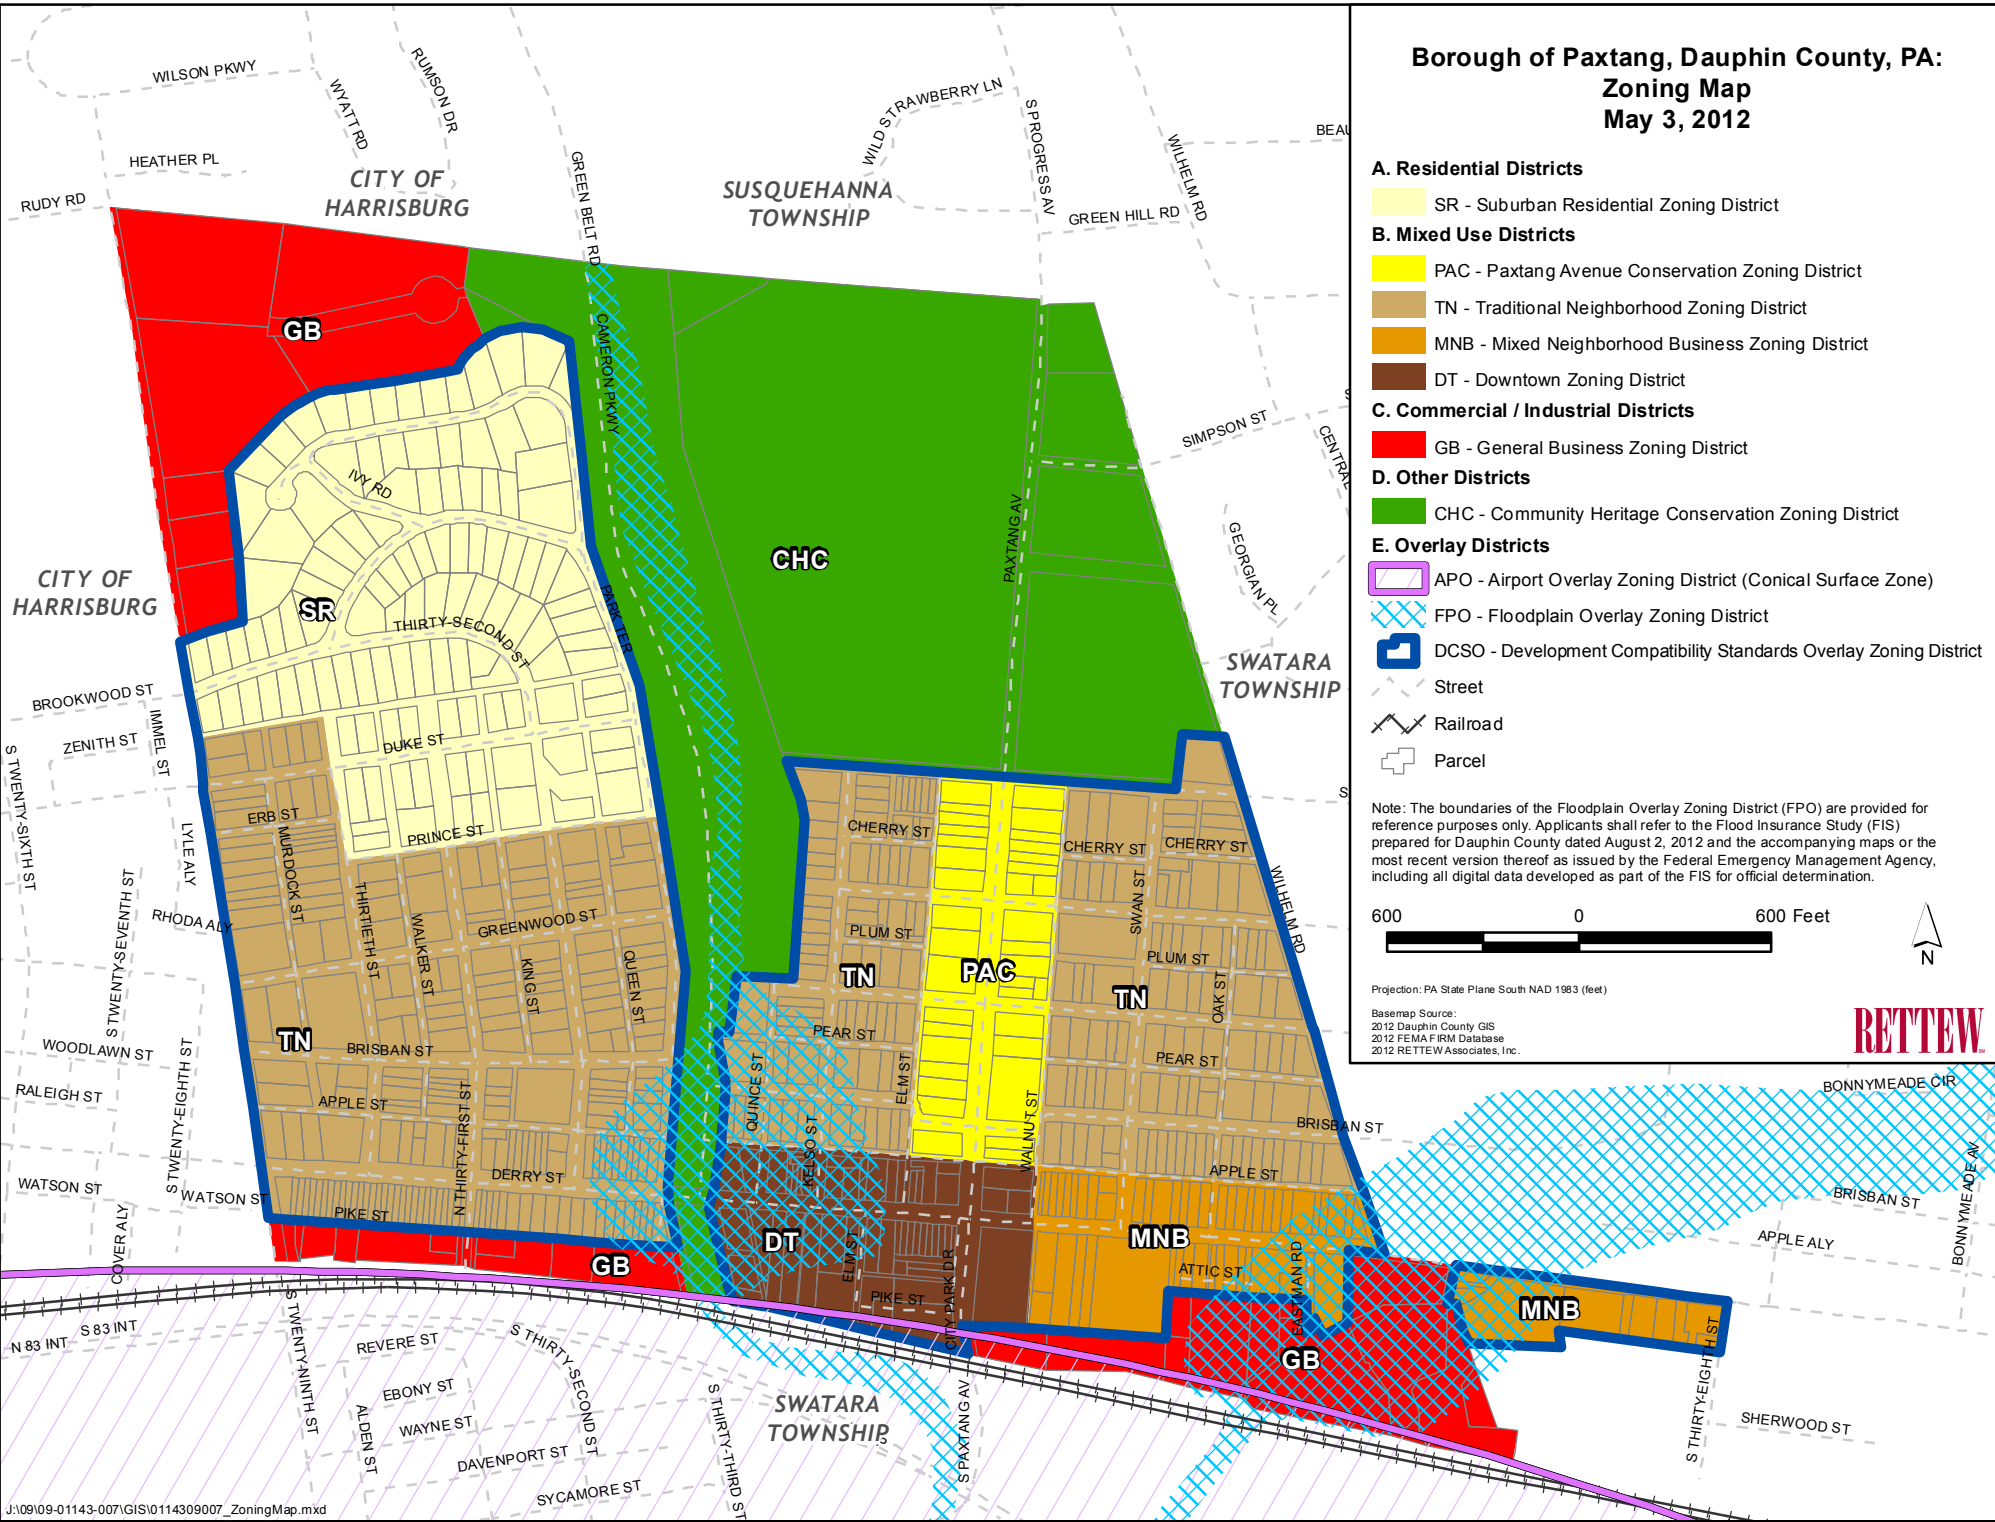 Borough of Paxtang, Dauphin County, PA:
Zoning Map
May 3, 2012
A. Residential Districts
SR - Suburban Residential Zoning District
B. Mixed Use Districts
PAC - Paxtang Avenue Conservation Zoning District
TN - Traditional Neighborhood Zoning District
MNB - Mixed Neighborhood Business Zoning District
DT - Downtown Zoning District
C. Commercial / Industrial Districts
GB - General Business Zoning District
D. Other Districts
CHC - Community Heritage Conservation Zoning District
E. Overlay Districts
APO - Airport Overlay Zoning District (Conical Surface Zone)
FPO - Floodplain Overlay Zoning District
DCSO - Development Compatibility Standards Overlay Zoning District
Street
Railroad
Parcel
Note: The boundaries of the Floodplain Overlay Zoning District (FPO) are provided for
reference purposes only. Applicants shall refer to the Flood Insurance Study (FIS)
prepared for Dauphin County dated August 2, 2012 and the accompanying maps or the
most recent version thereof as issued by the Federal Emergency Management Agency,
including all digital data developed as part of the FIS for official determination.
600 0 600 Feet
N
Projection: PA State Plane South NAD 1983 (feet)
Basemap Source:
2012 Dauphin County GIS
2012 FEMA FIRM Database
2012 RETTEW Associates, Inc.
RETTEW
WILSON PKWY
WYATT RD
RUMSON DR
HEATHER PL
RUDY RD
CITY OF
HARRISBURG
GREEN BELT RD
SUSQUEHANNA
TOWNSHIP
WILD STRAWBERRY LN
S PROGRESS AV
WILHELM RD
GREEN HILL RD
BEAU
GB
CAMERON PKWY
IVY RD
CHC
PAXTANG AV
SIMPSON ST
CENTRAL
GEORGIAN PL
CITY OF
HARRISBURG
SR
THIRTY-SECOND ST
PARK TER
SWATARA
TOWNSHIP
BROOKWOOD ST
ZENITH ST
IMMEL ST
DUKE ST
S TWENTY-SIXTH ST
LYLE ALY
ERB ST
MURDOCK ST
PRINCE ST
CHERRY ST
CHERRY ST
CHERRY ST
S TWENTY-SEVENTH ST
RHODA ALY
THIRTIETH ST
WALKER ST
GREENWOOD ST
KING ST
QUEEN ST
PLUM ST
SWAN ST
PLUM ST
WILHELM RD
TN
PAC
TN
OAK ST
TN
BRISBAN ST
PEAR ST
PEAR ST
WOODLAWN ST
S TWENTY-EIGHTH ST
RALEIGH ST
APPLE ST
N THIRTY-FIRST ST
QUINCE ST
KELSO ST
ELM ST
WALNUT ST
BRISBAN ST
BONNYMEADE CIR
BONNYMEADE AV
WATSON ST
WATSON ST
DERRY ST
APPLE ST
BRISBAN ST
APPLE ALY
COVER ALY
PIKE ST
GB
DT
ELM ST
PIKE ST
CITY PARK DR
MNB
ATTIC ST
EASTMAN RD
GB
MNB
S THIRTY-EIGHTH ST
SHERWOOD ST
N 83 INT
S 83 INT
S TWENTY-NINTH ST
REVERE ST
EBONY ST
WAYNE ST
ALDEN ST
DAVENPORT ST
SYCAMORE ST
S THIRTY-SECOND ST
S THIRTY-THIRD ST
SWATARA
TOWNSHIP
S PAXTANG AV
J:\09\09-01143-007\GIS\0114309007_ZoningMap.mxd